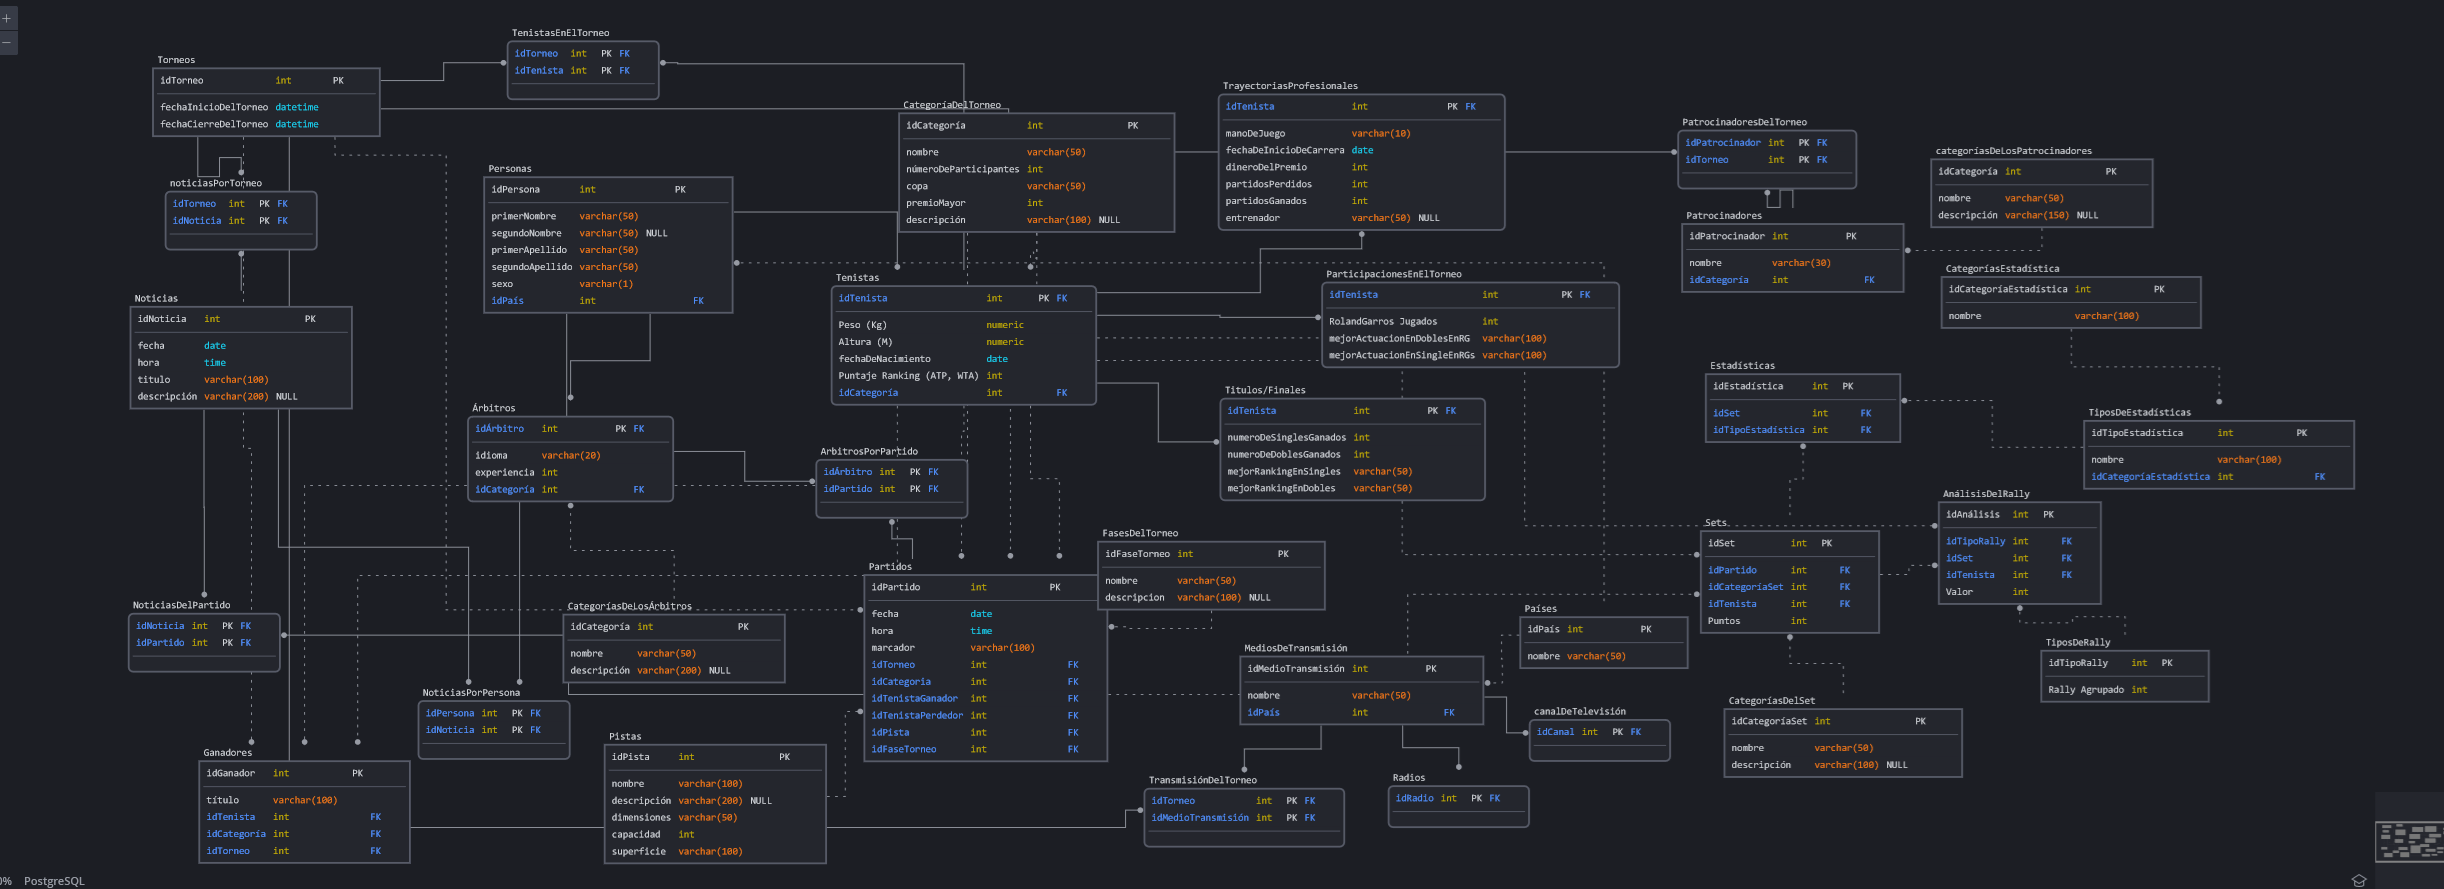 +
−
TenistasEnElTorneo
idTorneo int PK FK
idTenista int PK FK
Torneos
idTorneo int PK
fechaInicioDelTorneo datetime
fechaCierreDelTorneo datetime
CategoríaDelTorneo
idCategoría int PK
nombre varchar(50)
númeroDeParticipantes int
copa varchar(50)
premioMayor int
descripción varchar(100) NULL
TrayectoriasProfesionales
idTenista int PK FK
manoDeJuego varchar(10)
fechaDeInicioDeCarrera date
dineroDelPremio int
partidosPerdidos int
partidosGanados int
entrenador varchar(50) NULL
PatrocinadoresDelTorneo
idPatrocinador int PK FK
idTorneo int PK FK
categoríasDeLosPatrocinadores
idCategoría int PK
nombre varchar(50)
descripción varchar(150) NULL
noticiasPorTorneo
idTorneo int PK FK
idNoticia int PK FK
Personas
idPersona int PK
primerNombre varchar(50)
segundoNombre varchar(50) NULL
primerApellido varchar(50)
segundoApellido varchar(50)
sexo varchar(1)
idPaís int FK
Patrocinadores
idPatrocinador int PK
nombre varchar(30)
idCategoría int FK
Tenistas
idTenista int PK FK
Peso (Kg) numeric
Altura (M) numeric
fechaDeNacimiento date
Puntaje Ranking (ATP, WTA) int
idCategoría int FK
ParticipacionesEnElTorneo
idTenista int PK FK
RolandGarros Jugados int
mejorActuacionEnDoblesEnRG varchar(100)
mejorActuacionEnSingleEnRGs varchar(100)
CategoríasEstadística
idCategoríaEstadística int PK
nombre varchar(100)
Noticias
idNoticia int PK
fecha date
hora time
titulo varchar(100)
descripción varchar(200) NULL
Titulos/Finales
idTenista int PK FK
numeroDeSinglesGanados int
numeroDeDoblesGanados int
mejorRankingEnSingles varchar(50)
mejorRankingEnDobles varchar(50)
Estadísticas
idEstadística int PK
idSet int FK
idTipoEstadística int FK
TiposDeEstadísticas
idTipoEstadística int PK
nombre varchar(100)
idCategoríaEstadística int FK
Árbitros
idÁrbitro int PK FK
idioma varchar(20)
experiencia int
idCategoría int FK
ArbitrosPorPartido
idÁrbitro int PK FK
idPartido int PK FK
AnálisisDelRally
idAnálisis int PK
idTipoRally int FK
idSet int FK
idTenista int FK
Valor int
Sets
idSet int PK
idPartido int FK
idCategoríaSet int FK
idTenista int FK
Puntos int
FasesDelTorneo
idFaseTorneo int PK
nombre varchar(50)
descripcion varchar(100) NULL
Partidos
idPartido int PK
fecha date
hora time
marcador varchar(100)
idTorneo int FK
idCategoria int FK
idTenistaGanador int FK
idTenistaPerdedor int FK
idPista int FK
idFaseTorneo int FK
NoticiasDelPartido
idNoticia int PK FK
idPartido int PK FK
CategoríasDeLosÁrbitros
idCategoría int PK
nombre varchar(50)
descripción varchar(200) NULL
Países
idPaís int PK
nombre varchar(50)
TiposDeRally
idTipoRally int PK
Rally Agrupado int
MediosDeTransmisión
idMedioTransmisión int PK
nombre varchar(50)
idPaís int FK
NoticiasPorPersona
idPersona int PK FK
idNoticia int PK FK
canalDeTelevisión
idCanal int PK FK
CategoríasDelSet
idCategoríaSet int PK
nombre varchar(50)
descripción varchar(100) NULL
Pistas
idPista int PK
nombre varchar(100)
descripción varchar(200) NULL
dimensiones varchar(50)
capacidad int
superficie varchar(100)
Ganadores
idGanador int PK
título varchar(100)
idTenista int FK
idCategoría int FK
idTorneo int FK
TransmisiónDelTorneo
idTorneo int PK FK
idMedioTransmisión int PK FK
Radios
idRadio int PK FK
0% PostgreSQL